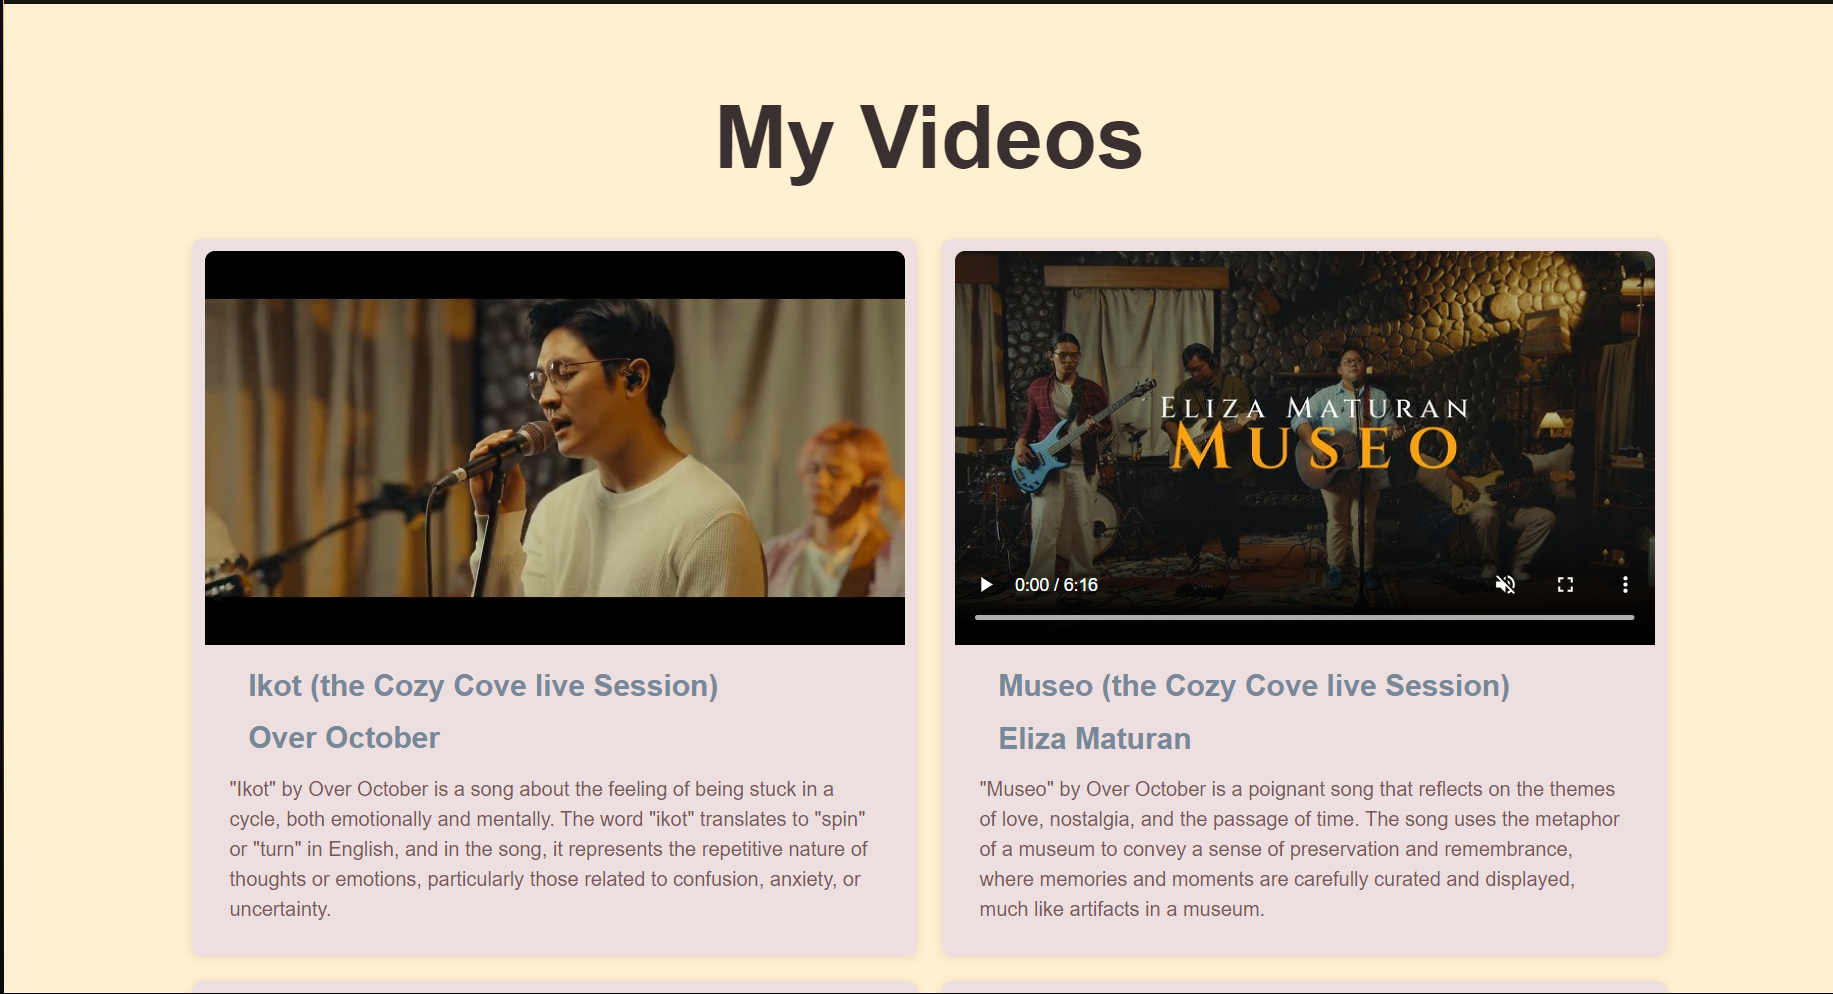 My Videos
ELIZA MATURAN
MUSEO
0:00 / 6:16
Ikot (the Cozy Cove live Session)
Over October
"Ikot" by Over October is a song about the feeling of being stuck in a
cycle, both emotionally and mentally. The word "ikot" translates to "spin"
or "turn" in English, and in the song, it represents the repetitive nature of
thoughts or emotions, particularly those related to confusion, anxiety, or
uncertainty.
Museo (the Cozy Cove live Session)
Eliza Maturan
"Museo" by Over October is a poignant song that reflects on the themes
of love, nostalgia, and the passage of time. The song uses the metaphor
of a museum to convey a sense of preservation and remembrance,
where memories and moments are carefully curated and displayed,
much like artifacts in a museum.